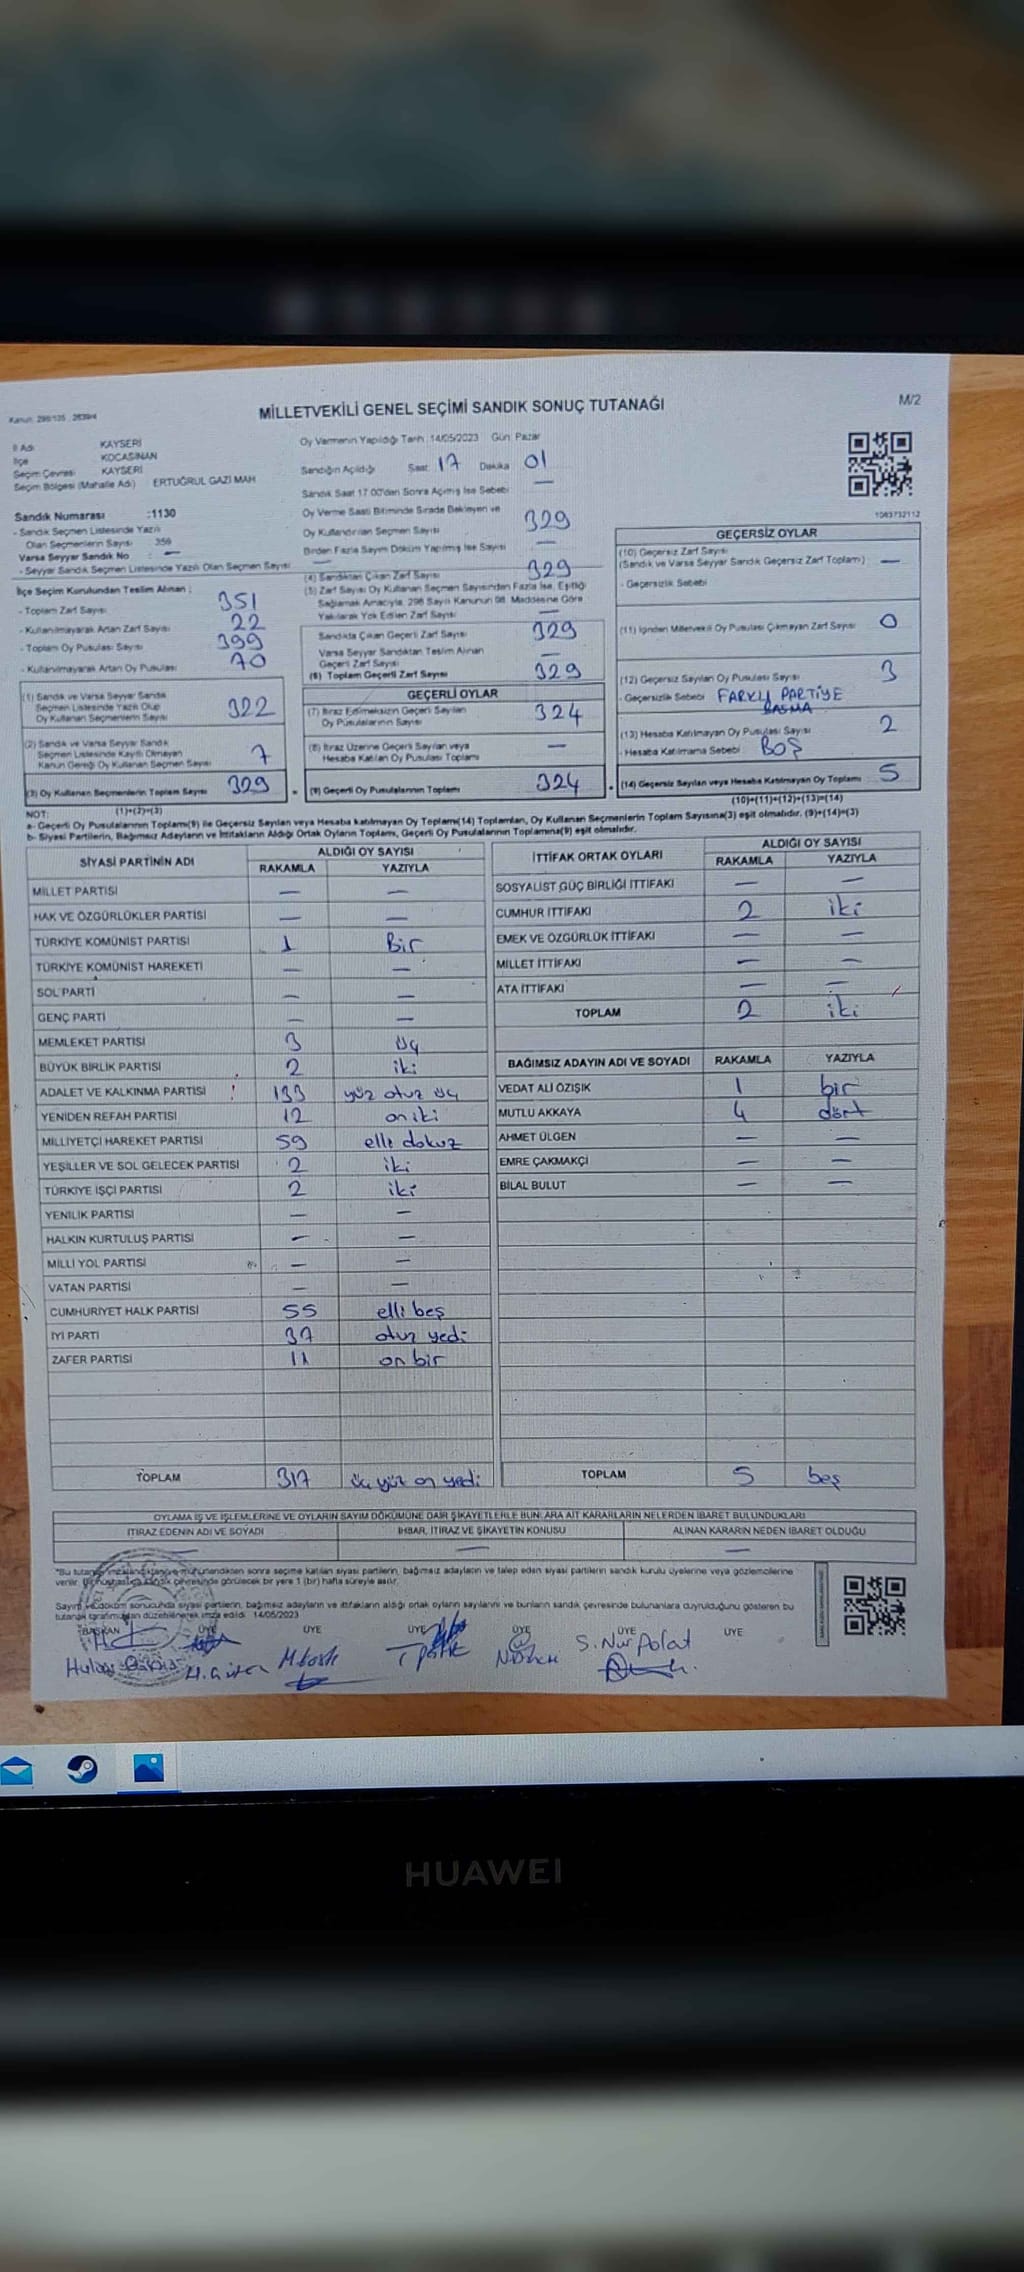 Kanun: 298/105 , 2839/4
MİLLETVEKİLİ GENEL SEÇİMİ SANDIK SONUÇ TUTANAĞI
M/2
İl Adı KAYSERİ
İlçe KOCASİNAN
Seçim Çevresi KAYSERİ
Seçim Bölgesi (Mahalle Adı) ERTUĞRUL GAZİ MAH
Sandık Numarası :1130
- Sandık Seçmen Listesinde Yazılı
Olan Seçmenlerin Sayısı 359
Varsa Seyyar Sandık No : —
- Seyyar Sandık Seçmen Listesinde Yazılı Olan Seçmen Sayısı —
Oy Vermenin Yapıldığı Tarih :14/05/2023 Gün: Pazar
Sandığın Açıldığı Saat 17 Dakika 01
Sandık Saat 17:00'dan Sonra Açılmış İse Sebebi —
Oy Verme Saati Bitiminde Sırada Bekleyen ve
Oy Kullandırılan Seçmen Sayısı 329
Birden Fazla Sayım Döküm Yapılmış İse Sayısı —
1083732112
İlçe Seçim Kurulundan Teslim Alınan ;
- Toplam Zarf Sayısı 351
- Kullanılmayarak Artan Zarf Sayısı 22
- Toplam Oy Pusulası Sayısı 399
- Kullanılmayarak Artan Oy Pusulası 70
(1) Sandık ve Varsa Seyyar Sandık
Seçmen Listesinde Yazılı Olup
Oy Kullanan Seçmenlerin Sayısı 322
(2) Sandık ve Varsa Seyyar Sandık
Seçmen Listesinde Kayıtlı Olmayan
Kanun Gereği Oy Kullanan Seçmen Sayısı 7
(3) Oy Kullanan Seçmenlerin Toplam Sayısı 329
(1)+(2)=(3)
(4) Sandıktan Çıkan Zarf Sayısı 329
(5) Zarf Sayısı Oy Kullanan Seçmen Sayısından Fazla İse, Eşitliği
Sağlamak Amacıyla, 298 Sayılı Kanunun 98. Maddesine Göre
Yakılarak Yok Edilen Zarf Sayısı —
Sandıkta Çıkan Geçerli Zarf Sayısı 329
Varsa Seyyar Sandıktan Teslim Alınan
Geçerli Zarf Sayısı —
(6) Toplam Geçerli Zarf Sayısı 329
GEÇERLİ OYLAR
(7) İtiraz Edilmeksizin Geçerli Sayılan
Oy Pusulalarının Sayısı 324
(8) İtiraz Üzerine Geçerli Sayılan veya
Hesaba Katılan Oy Pusulası Toplamı —
(9) Geçerli Oy Pusulalarının Toplamı 324
GEÇERSİZ OYLAR
(10) Geçersiz Zarf Sayısı
(Sandık ve Varsa Seyyar Sandık Geçersiz Zarf Toplamı) —
- Geçersizlik Sebebi
(11) İçinden Milletvekili Oy Pusulası Çıkmayan Zarf Sayısı 0
(12) Geçersiz Sayılan Oy Pusulası Sayısı 3
- Geçersizlik Sebebi FARKLI PARTİYE
BASMA
(13) Hesaba Katılmayan Oy Pusulası Sayısı 2
- Hesaba Katılmama Sebebi BOŞ
(14) Geçersiz Sayılan veya Hesaba Katılmayan Oy Toplamı 5
(10)+(11)+(12)+(13)=(14)
NOT:
a- Geçerli Oy Pusulalarının Toplamı(9) ile Geçersiz Sayılan veya Hesaba katılmayan Oy Toplamı(14) Toplamları, Oy Kullanan Seçmenlerin Toplam Sayısına(3) eşit olmalıdır. (9)+(14)=(3)
b- Siyasi Partilerin, Bağımsız Adayların ve İttifakların Aldığı Ortak Oyların Toplamı, Geçerli Oy Pusulalarının Toplamına(9) eşit olmalıdır.
SİYASİ PARTİNİN ADI ALDIĞI OY SAYISI
RAKAMLA YAZIYLA
MİLLET PARTİSİ — —
HAK VE ÖZGÜRLÜKLER PARTİSİ — —
TÜRKİYE KOMÜNİST PARTİSİ 1 Bir
TÜRKİYE KOMÜNİST HAREKETİ — —
SOL PARTİ — —
GENÇ PARTİ — —
MEMLEKET PARTİSİ 3 üç
BÜYÜK BİRLİK PARTİSİ 2 iki
ADALET VE KALKINMA PARTİSİ 133 yüz otuz üç
YENİDEN REFAH PARTİSİ 12 on iki
MİLLİYETÇİ HAREKET PARTİSİ 59 elli dokuz
YEŞİLLER VE SOL GELECEK PARTİSİ 2 iki
TÜRKİYE İŞÇİ PARTİSİ 2 iki
YENİLİK PARTİSİ — —
HALKIN KURTULUŞ PARTİSİ — —
MİLLİ YOL PARTİSİ — —
VATAN PARTİSİ — —
CUMHURİYET HALK PARTİSİ 55 elli beş
İYİ PARTİ 37 otuz yedi
ZAFER PARTİSİ 11 on bir
TOPLAM 317 üç yüz on yedi
İTTİFAK ORTAK OYLARI ALDIĞI OY SAYISI
RAKAMLA YAZIYLA
SOSYALİST GÜÇ BİRLİĞİ İTTİFAKI — —
CUMHUR İTTİFAKI 2 iki
EMEK VE ÖZGÜRLÜK İTTİFAKI — —
MİLLET İTTİFAKI — —
ATA İTTİFAKI — —
TOPLAM 2 iki
BAĞIMSIZ ADAYIN ADI VE SOYADI RAKAMLA YAZIYLA
VEDAT ALİ ÖZIŞIK 1 bir
MUTLU AKKAYA 4 dört
AHMET ÜLGEN — —
EMRE ÇAKMAKÇI — —
BİLAL BULUT — —
TOPLAM 5 beş
OYLAMA İŞ VE İŞLEMLERİNE VE OYLARIN SAYIM DÖKÜMÜNE DAİR ŞİKAYETLERLE BUNLARA AİT KARARLARIN NELERDEN İBARET BULUNDUKLARI
İTİRAZ EDENİN ADI VE SOYADI İHBAR, İTİRAZ VE ŞİKAYETİN KONUSU ALINAN KARARIN NEDEN İBARET OLDUĞU
— — —
*Bu tutanak imzalandıktan ve mühürlendikten sonra seçime katılan siyasi partilerin, bağımsız adayların ve talep eden siyasi partilerin sandık kurulu üyelerine veya gözlemcilerine
verilir. Bir nüshası da sandık çevresinde görülecek bir yere 1 (bir) hafta süreyle asılır.
Sayım ve döküm sonucunda siyasi partilerin, bağımsız adayların ve ittifakların aldığı ortak oyların sayılarını ve bunların sandık çevresinde bulunanlara duyrulduğunu gösteren bu
tutanak tarafımızdan düzenlenerek imza edildi. 14/05/2023
BAŞKAN ÜYE ÜYE ÜYE ÜYE ÜYE ÜYE
S. Nur Polat
HUAWEI